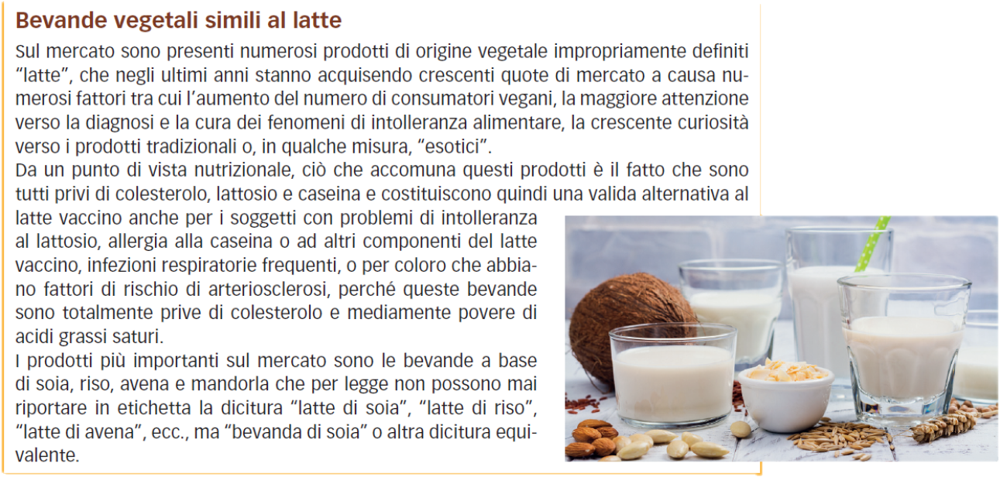 Bevande vegetali simili al latte
Sul mercato sono presenti numerosi prodotti di origine vegetale impropriamente definiti
“latte”, che negli ultimi anni stanno acquisendo crescenti quote di mercato a causa nu-
merosi fattori tra cui l’aumento del numero di consumatori vegani, la maggiore attenzione
verso la diagnosi e la cura dei fenomeni di intolleranza alimentare, la crescente curiosità
verso i prodotti tradizionali o, in qualche misura, “esotici”.
Da un punto di vista nutrizionale, ciò che accomuna questi prodotti è il fatto che sono
tutti privi di colesterolo, lattosio e caseina e costituiscono quindi una valida alternativa al
latte vaccino anche per i soggetti con problemi di intolleranza
al lattosio, allergia alla caseina o ad altri componenti del latte
vaccino, infezioni respiratorie frequenti, o per coloro che abbia-
no fattori di rischio di arteriosclerosi, perché queste bevande
sono totalmente prive di colesterolo e mediamente povere di
acidi grassi saturi.
I prodotti più importanti sul mercato sono le bevande a base
di soia, riso, avena e mandorla che per legge non possono mai
riportare in etichetta la dicitura “latte di soia”, “latte di riso”,
“latte di avena”, ecc., ma “bevanda di soia” o altra dicitura equi-
valente.